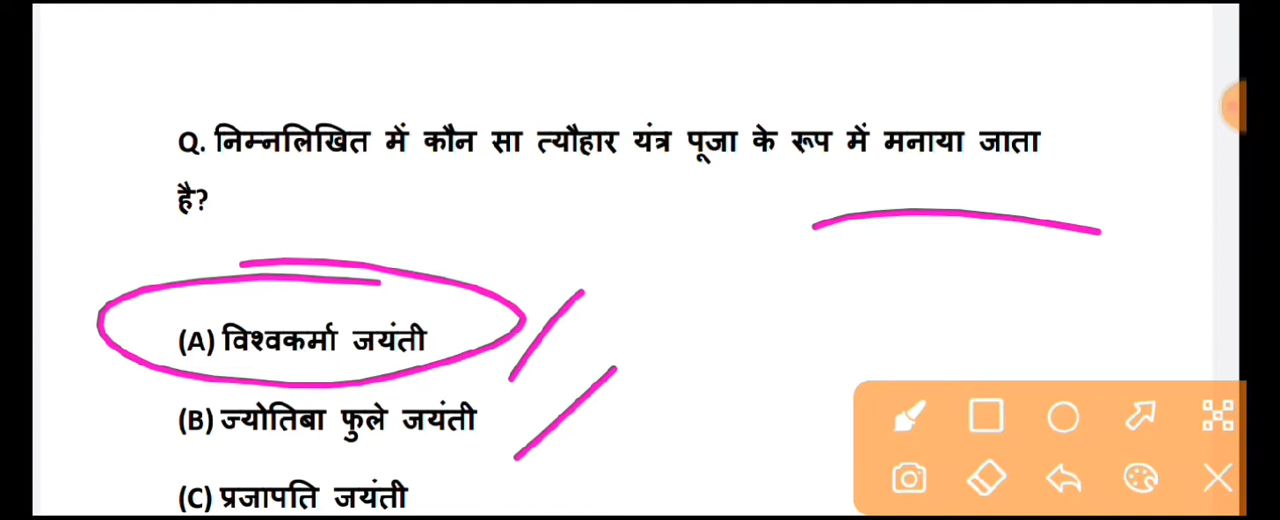 Q. निम्नलिखित में कौन सा त्यौहार यंत्र पूजा के रूप में मनाया जाता
है?
(A) विश्वकर्मा जयंती
(B) ज्योतिबा फुले जयंती
(C) प्रजापति जयंती